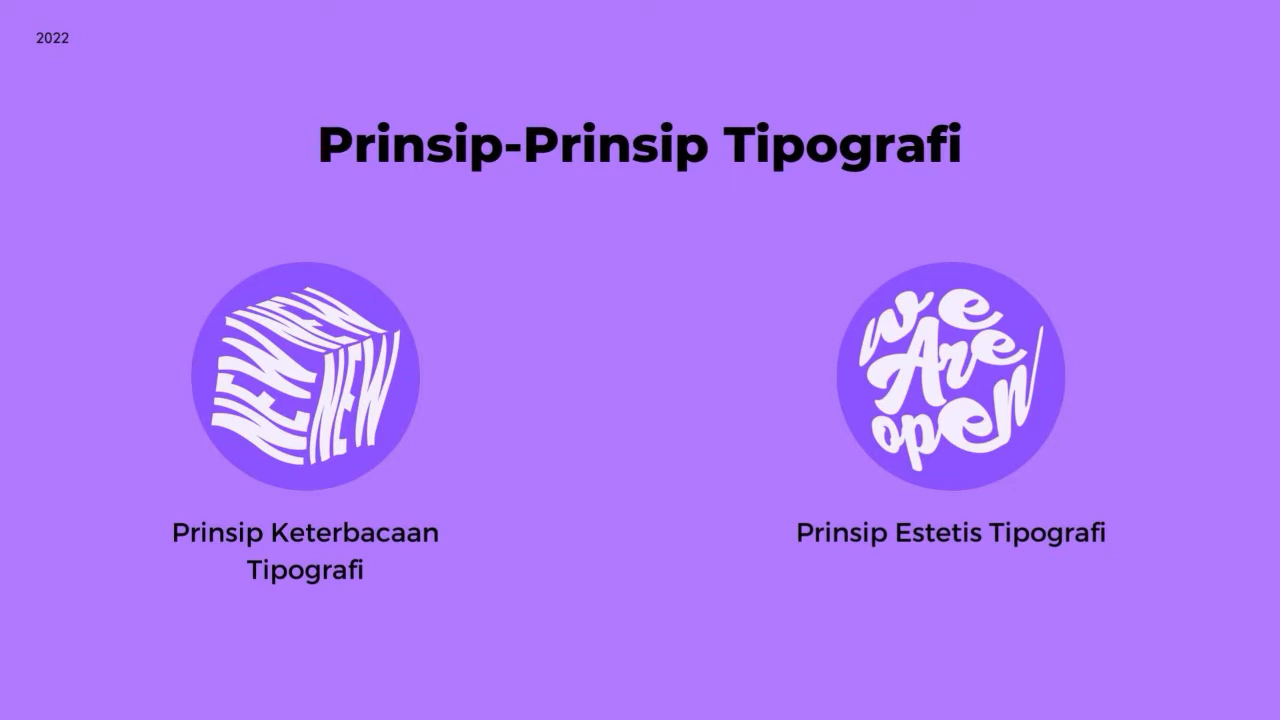 2022
Prinsip-Prinsip Tipografi
NEW NEW
NEW NEW
we
Are
open
Prinsip Keterbacaan
Tipografi
Prinsip Estetis Tipografi